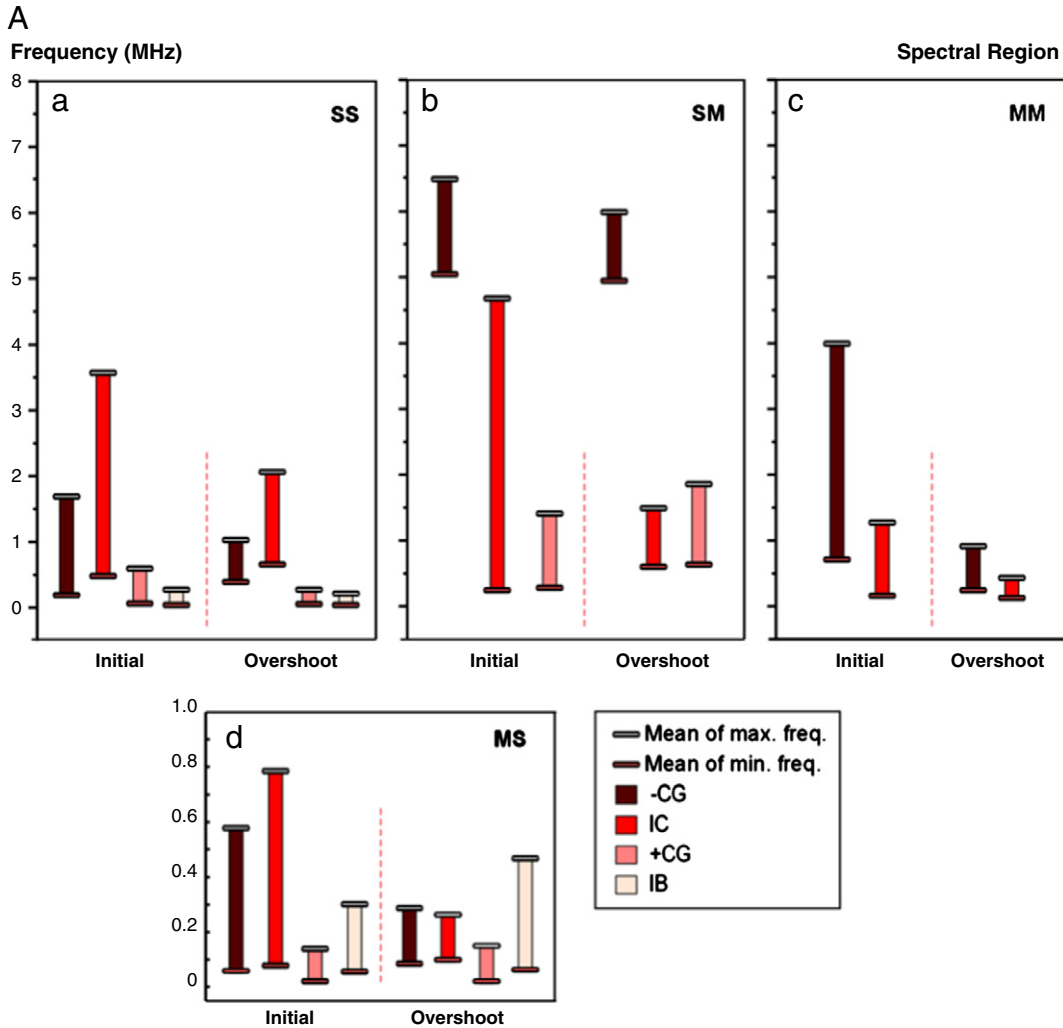 A
Frequency (MHz)
Spectral Region
8
7
6
5
4
3
2
1
0
a
SS
Initial
Overshoot
b
SM
Initial
Overshoot
c
MM
Initial
Overshoot
1.0
0.8
0.6
0.4
0.2
0
d
MS
Initial
Overshoot
Mean of max. freq.
Mean of min. freq.
-CG
IC
+CG
IB